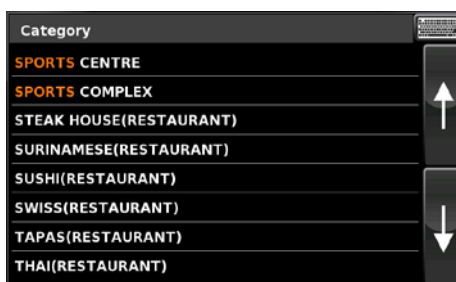 Category
SPORTS CENTRE
SPORTS COMPLEX
STEAK HOUSE(RESTAURANT)
SURINAMESE(RESTAURANT)
SUSHI(RESTAURANT)
SWISS(RESTAURANT)
TAPAS(RESTAURANT)
THAI(RESTAURANT)